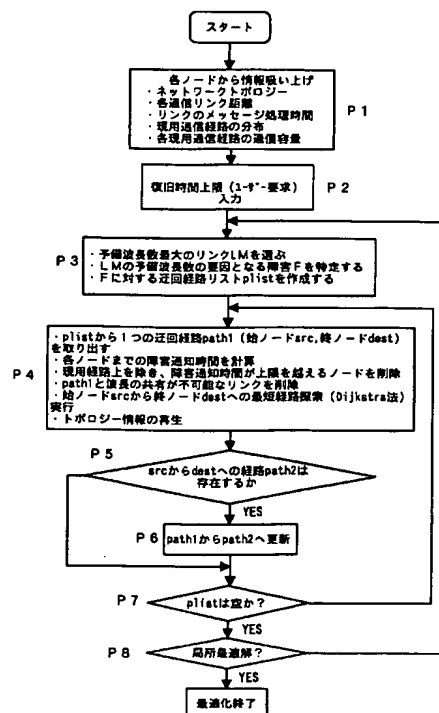 スタート
各ノードから情報吸い上げ
・ネットワークトポロジー
・各通信リンク距離
・リンクのメッセージ処理時間
・現用通信経路の分布
・各現用通信経路の通信容量
P1
復旧時間上限(ユーザー要求)
入力
P2
P3
・予備波長数最大のリンクLMを選ぶ
・LMの予備波長数の要因となる障害Fを特定する
・Fに対する迂回経路リストplistを作成する
P4
・plistから1つの迂回経路path1(始ノードsrc,終ノードdest)
を取り出す
・各ノードまでの障害通知時間を計算
・現用経路上を除き、障害通知時間が上限を越えるノードを削除
・path1と波長の共有が不可能なリンクを削除
・始ノードsrcから終ノードdestへの最短経路探索(Dijkstra法)
実行
・トポロジー情報の再生
P5
srcからdestへの経路path2は
存在するか
YES
P6
path1からpath2へ更新
P7
plistは空か?
YES
P8
局所最適解?
YES
最適化終了